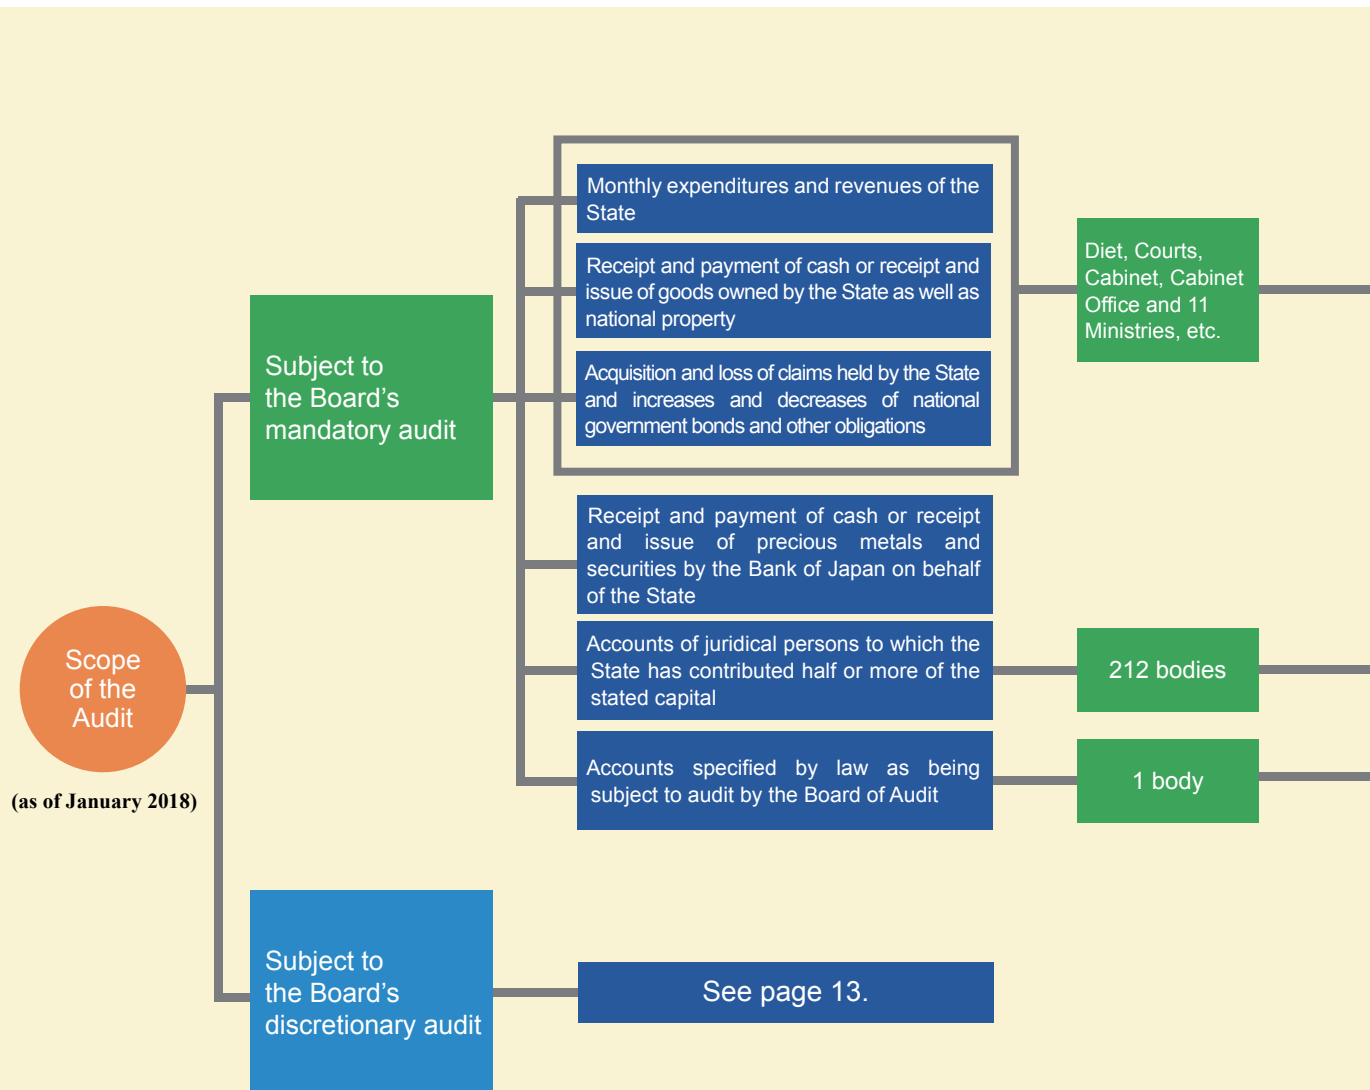 Monthly expenditures and revenues of the
State
Receipt and payment of cash or receipt and
issue of goods owned by the State as well as
national property
Diet, Courts,
Cabinet, Cabinet
Office and 11
Ministries, etc.
Subject to
the Board's
mandatory audit
Acquisition and loss of claims held by the State
and increases and decreases of national
government bonds and other obligations
Receipt and payment of cash or receipt
and issue of precious metals and
securities by the Bank of Japan on behalf
of the State
Scope
of the
Audit
(as of January 2018)
Accounts of juridical persons to which the
State has contributed half or more of the
stated capital
212 bodies
Accounts specified by law as being
subject to audit by the Board of Audit
1 body
Subject to
the Board's
discretionary audit
See page 13.